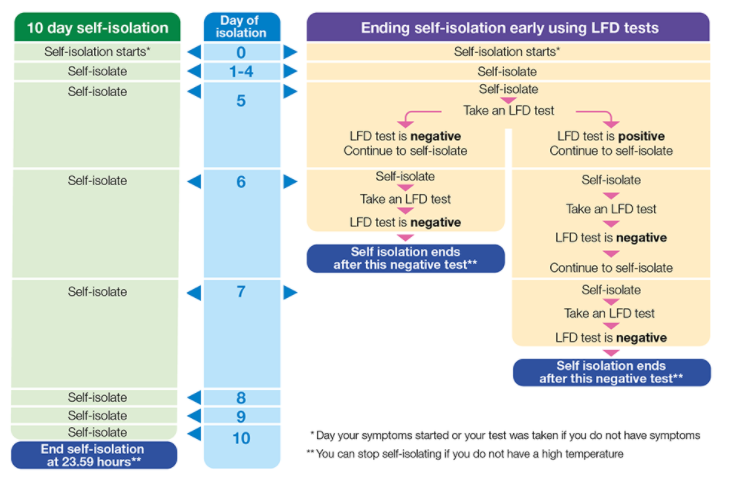 10 day self-isolation
Day of
isolation
Ending self-isolation early using LFD tests
Self-isolation starts*
0
Self-isolation starts*
Self-isolate
1-4
Self-isolate
Self-isolate
5
Self-isolate
Take an LFD test
LFD test is negative
Continue to self-isolate
LFD test is positive
Continue to self-isolate
Self-isolate
6
Self-isolate
Take an LFD test
LFD test is negative
Self isolation ends
after this negative test**
Self-isolate
Take an LFD test
LFD test is negative
Continue to self-isolate
Self-isolate
7
Self-isolate
Take an LFD test
LFD test is negative
Self isolation ends
after this negative test**
Self-isolate
8
Self-isolate
9
Self-isolate
10
End self-isolation
at 23.59 hours**
* Day your symptoms started or your test was taken if you do not have symptoms
** You can stop self-isolating if you do not have a high temperature